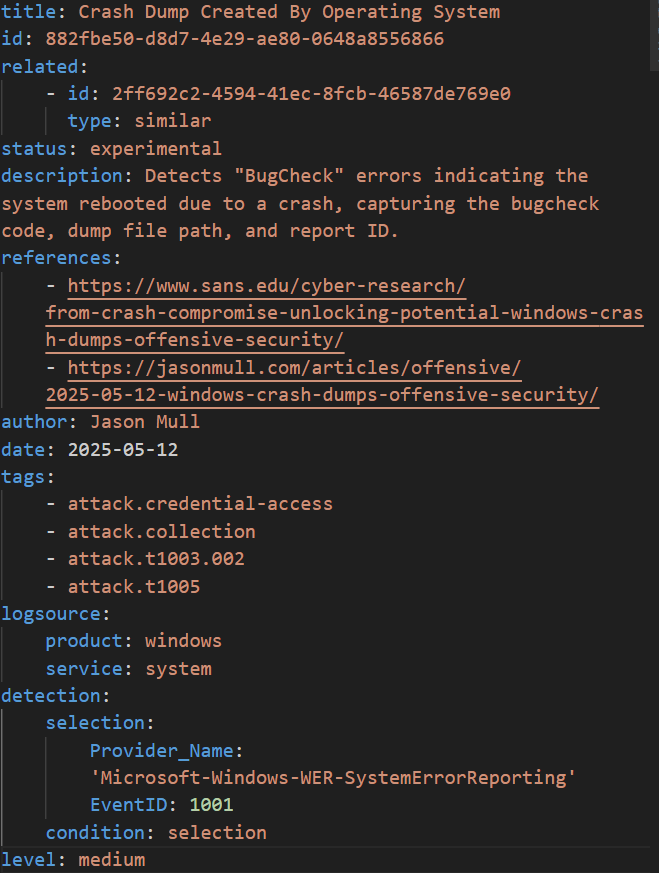 title: Crash Dump Created By Operating System
id: 882fbe50-d8d7-4e29-ae80-0648a8556866
related:
    - id: 2ff692c2-4594-41ec-8fcb-46587de769e0
      type: similar
status: experimental
description: Detects "BugCheck" errors indicating the
system rebooted due to a crash, capturing the bugcheck
code, dump file path, and report ID.
references:
    - https://www.sans.edu/cyber-research/
    from-crash-compromise-unlocking-potential-windows-cras
    h-dumps-offensive-security/
    - https://jasonmull.com/articles/offensive/
    2025-05-12-windows-crash-dumps-offensive-security/
author: Jason Mull
date: 2025-05-12
tags:
    - attack.credential-access
    - attack.collection
    - attack.t1003.002
    - attack.t1005
logsource:
    product: windows
    service: system
detection:
    selection:
        Provider_Name:
        'Microsoft-Windows-WER-SystemErrorReporting'
        EventID: 1001
    condition: selection
level: medium